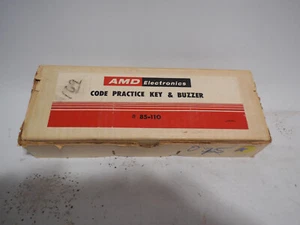 AMD Electronics
CODE PRACTICE KEY & BUZZER
# 85-110